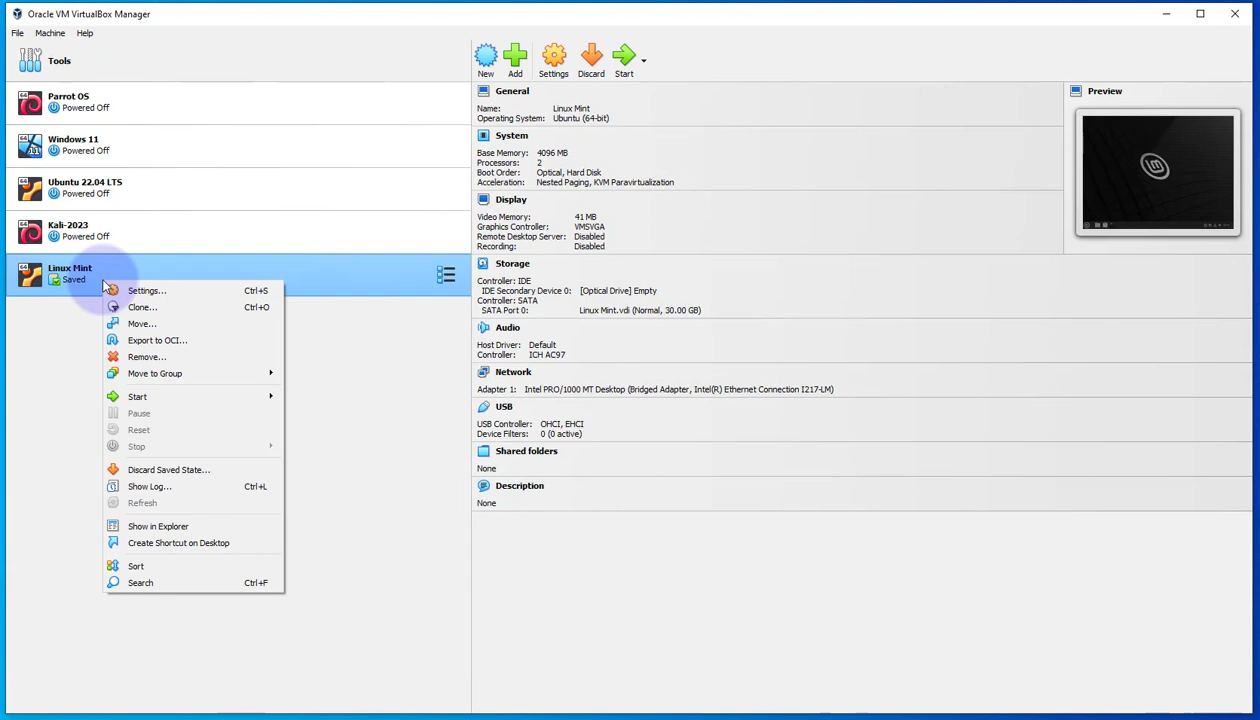 Oracle VM VirtualBox Manager
File Machine Help
Tools
New Add Settings Discard Start
64 Parrot OS
Powered Off
64 Windows 11
Powered Off
64 Ubuntu 22.04 LTS
Powered Off
64 Kali-2023
Powered Off
64 Linux Mint
Saved
Settings... Ctrl+S
Clone... Ctrl+O
Move...
Export to OCI...
Remove...
Move to Group
Start
Pause
Reset
Stop
Discard Saved State...
Show Log... Ctrl+L
Refresh
Show in Explorer
Create Shortcut on Desktop
Sort
Search Ctrl+F
General
Name: Linux Mint
Operating System: Ubuntu (64-bit)
System
Base Memory: 4096 MB
Processors: 2
Boot Order: Optical, Hard Disk
Acceleration: Nested Paging, KVM Paravirtualization
Display
Video Memory: 41 MB
Graphics Controller: VMSVGA
Remote Desktop Server: Disabled
Recording: Disabled
Storage
Controller: IDE
IDE Secondary Device 0: [Optical Drive] Empty
Controller: SATA
SATA Port 0: Linux Mint.vdi (Normal, 30.00 GB)
Audio
Host Driver: Default
Controller: ICH AC97
Network
Adapter 1: Intel PRO/1000 MT Desktop (Bridged Adapter, Intel(R) Ethernet Connection I217-LM)
USB
USB Controller: OHCI, EHCI
Device Filters: 0 (0 active)
Shared folders
None
Description
None
Preview